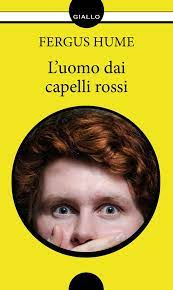 GIALLO
FERGUS HUME
L'uomo dai
capelli rossi